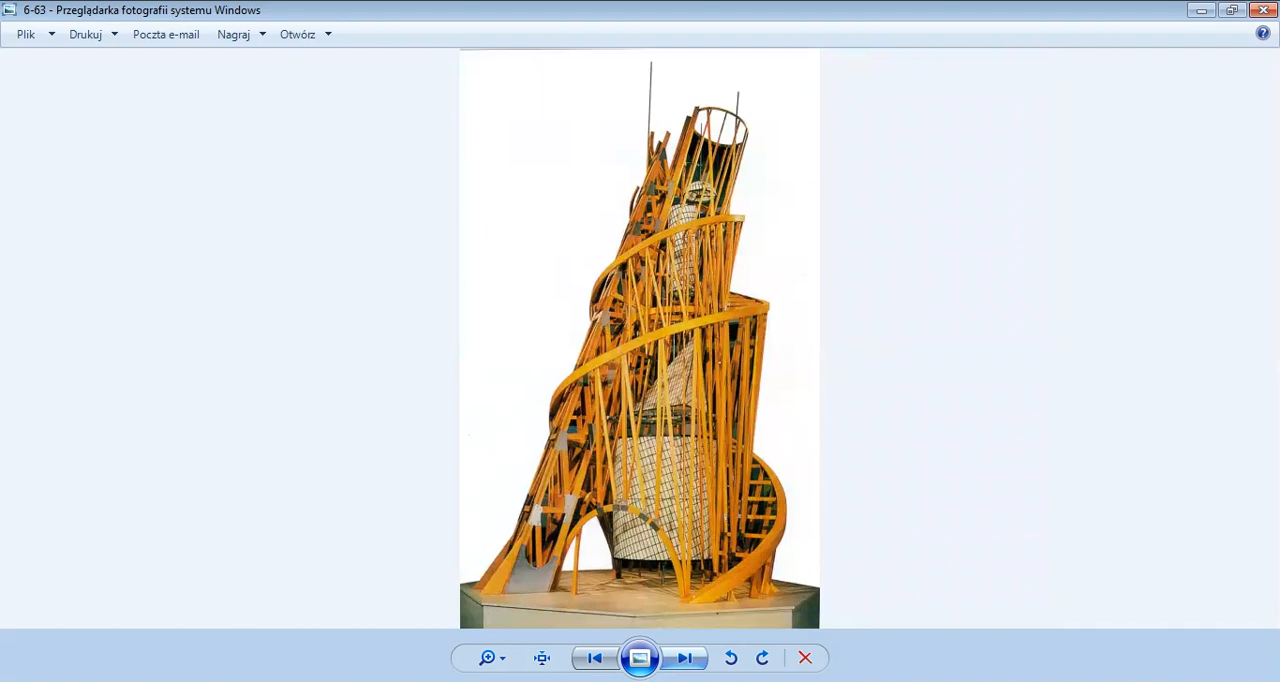 6-63 - Przeglądarka fotografii systemu Windows
Plik Drukuj Poczta e-mail Nagraj Otwórz